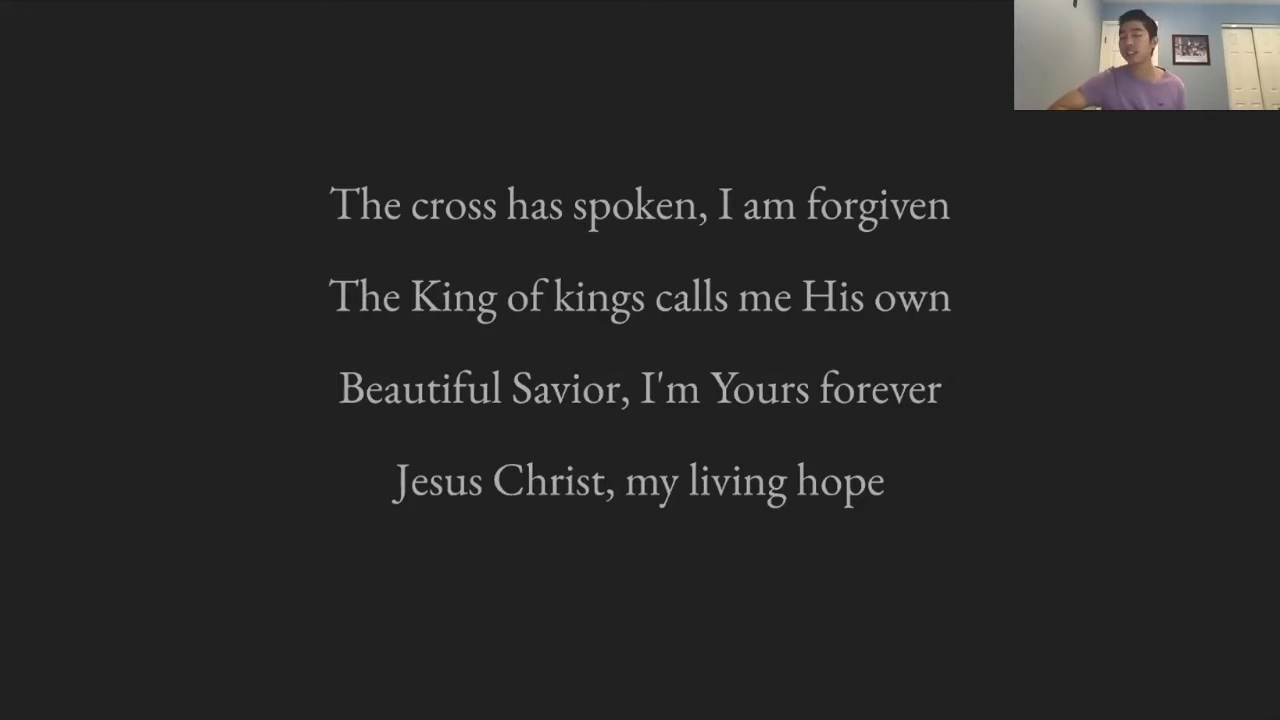 The cross has spoken, I am forgiven
The King of kings calls me His own
Beautiful Savior, I'm Yours forever
Jesus Christ, my living hope